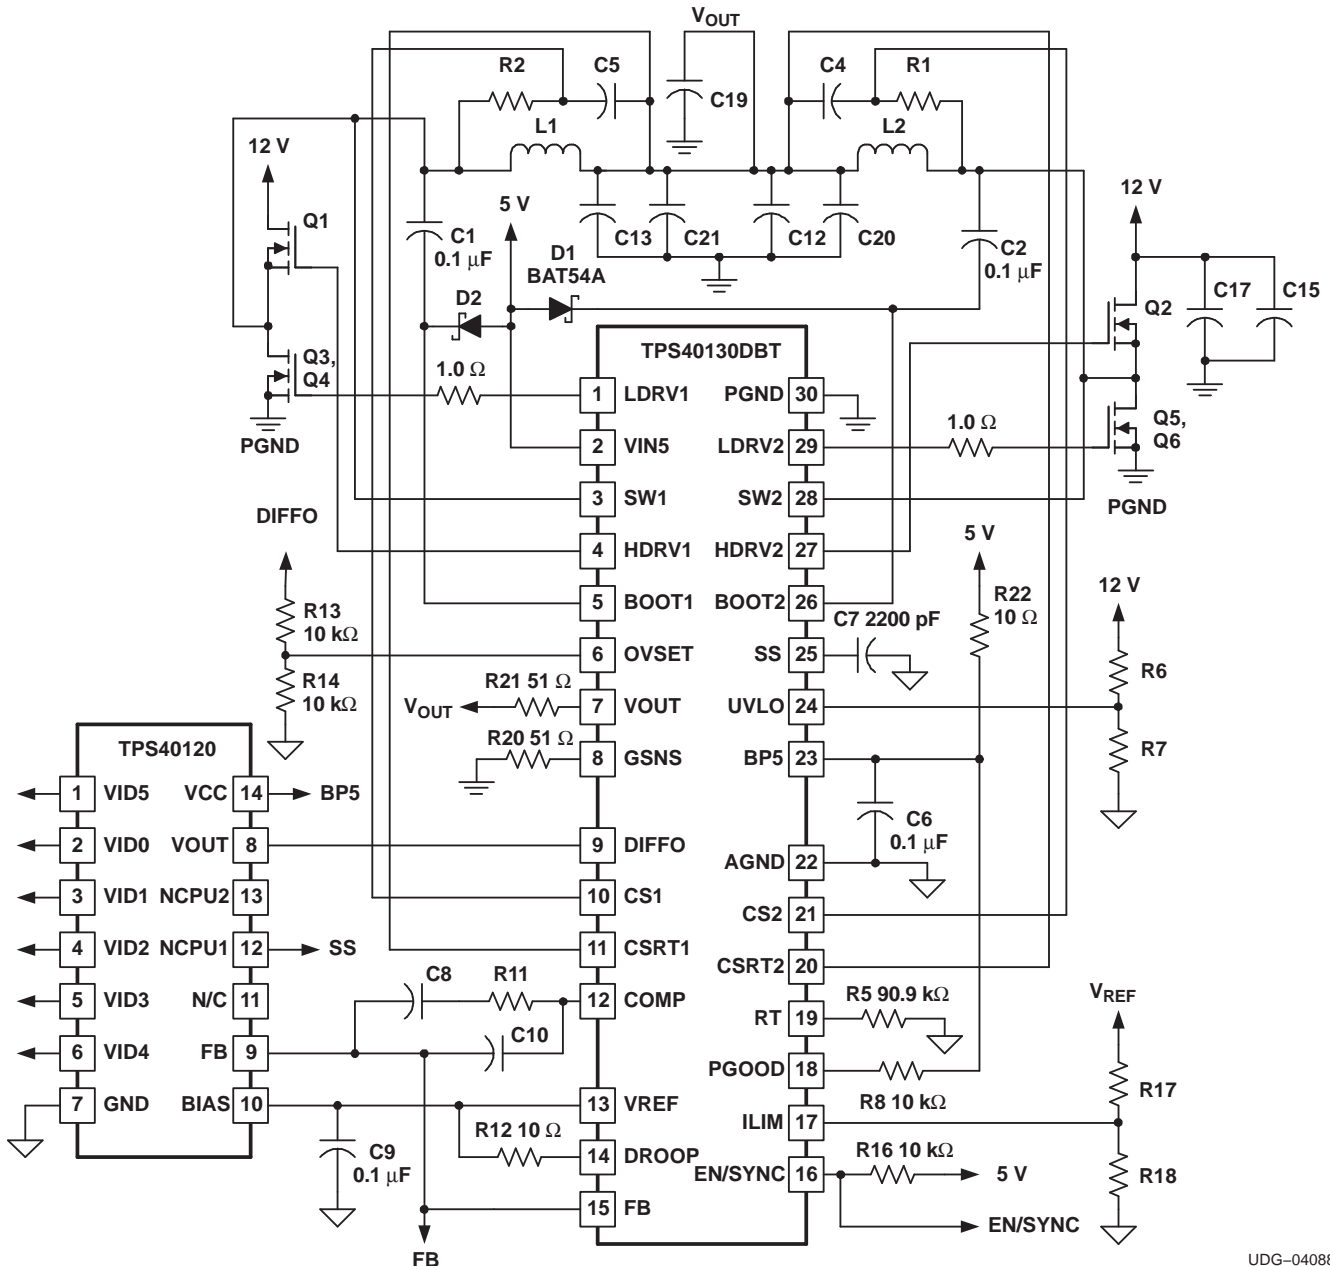 VOUT
R2
C5
C4
R1
C19
L1
L2
12 V
5 V
12 V
Q1
C1
0.1 μF
C13
C21
C12
C20
C2
0.1 μF
D1
BAT54A
D2
Q2
C17
C15
TPS40130DBT
Q3,
Q4
1.0 Ω
1 LDRV1
PGND 30
PGND
2 VIN5
LDRV2 29
1.0 Ω
Q5,
Q6
3 SW1
SW2 28
PGND
DIFFO
5 V
4 HDRV1
HDRV2 27
R13
10 kΩ
5 BOOT1
BOOT2 26
C7 2200 pF
R22
10 Ω
12 V
6 OVSET
SS 25
R6
R14
10 kΩ
R21 51 Ω
VOUT
7 VOUT
UVLO 24
R20 51 Ω
8 GSNS
BP5 23
R7
TPS40120
1 VID5
VCC 14
BP5
C6
0.1 μF
2 VID0
VOUT 8
9 DIFFO
AGND 22
3 VID1
NCPU2 13
10 CS1
CS2 21
4 VID2
NCPU1 12
SS
11 CSRT1
CSRT2 20
C8
R11
5 VID3
N/C 11
12 COMP
R5 90.9 kΩ
VREF
RT 19
C10
6 VID4
FB 9
PGOOD 18
R17
7 GND
BIAS 10
13 VREF
R8 10 kΩ
ILIM 17
R12 10 Ω
C9
0.1 μF
14 DROOP
R16 10 kΩ
EN/SYNC 16
5 V
R18
15 FB
EN/SYNC
FB
UDG–04088